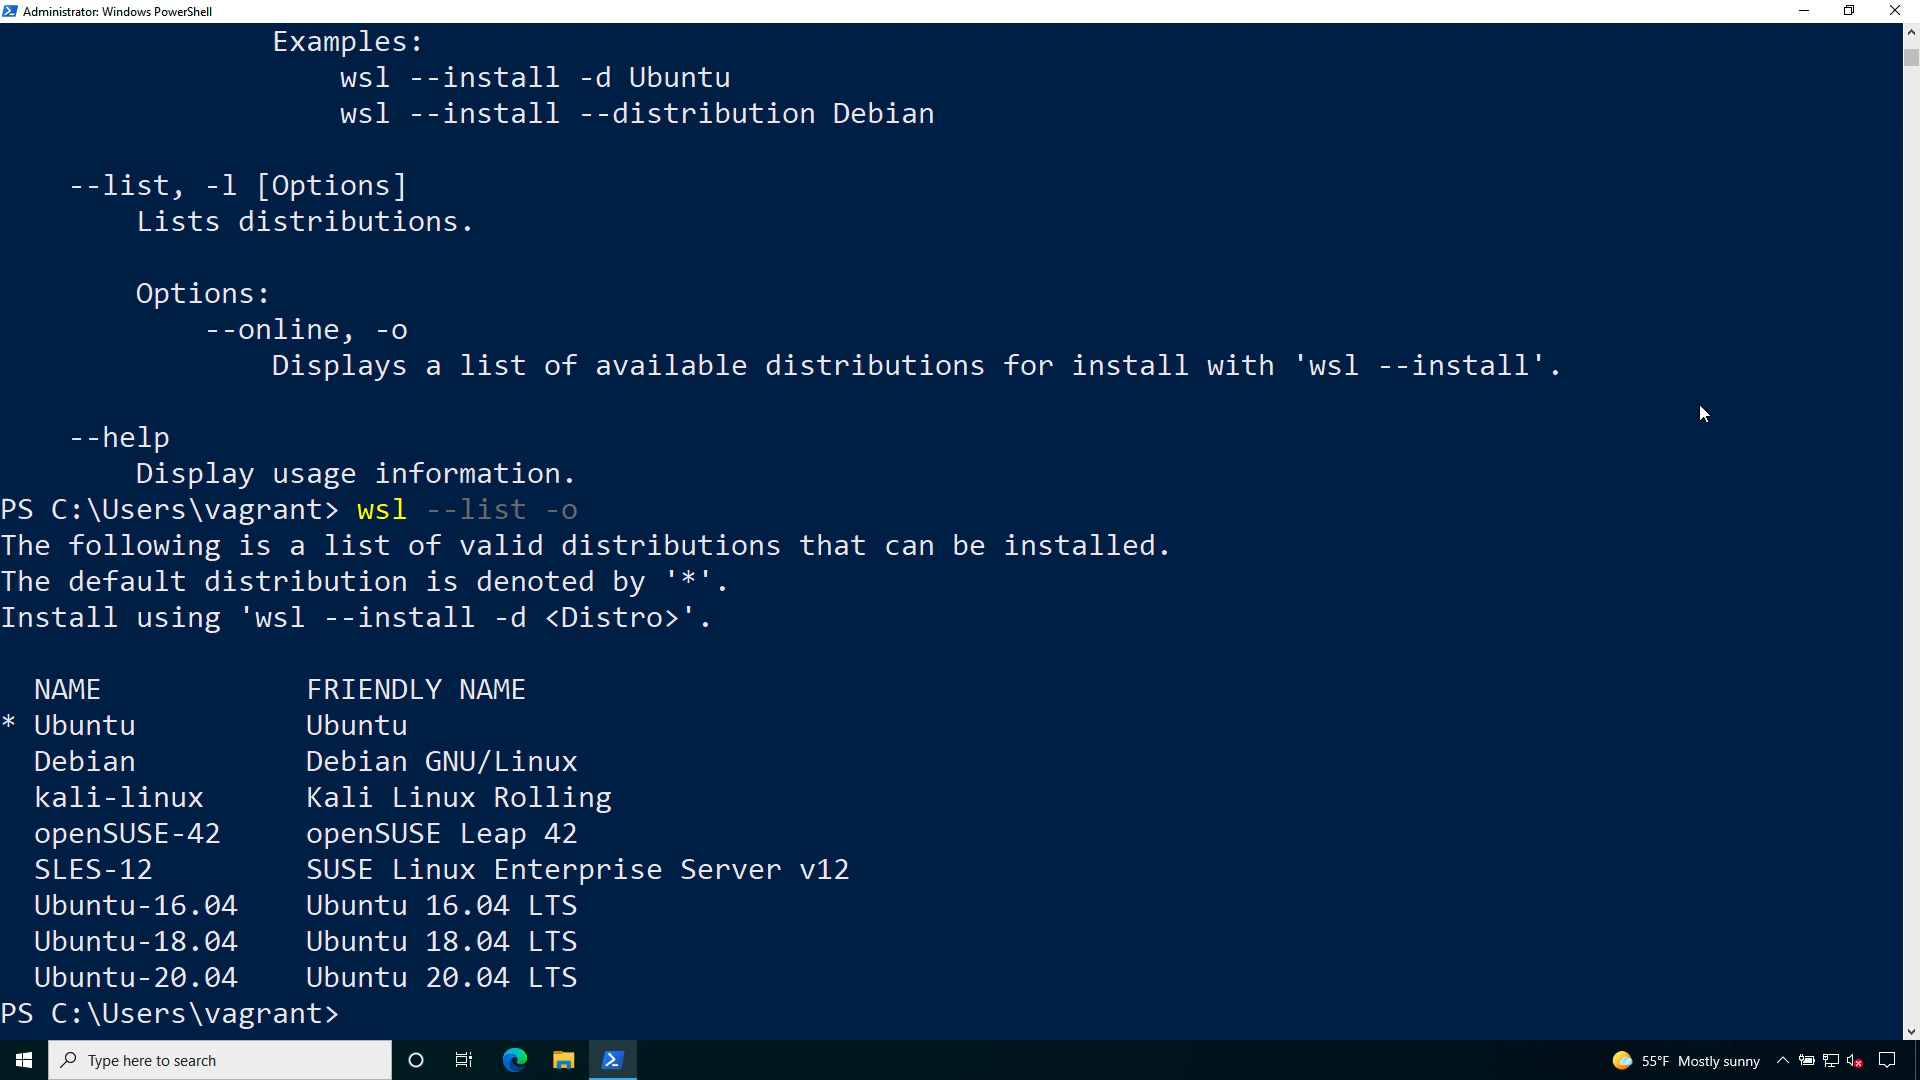 Administrator: Windows PowerShell
Examples:
wsl --install -d Ubuntu
wsl --install --distribution Debian
--list, -l [Options]
Lists distributions.
Options:
--online, -o
Displays a list of available distributions for install with 'wsl --install'.
--help
Display usage information.
PS C:\Users\vagrant> wsl --list -o
The following is a list of valid distributions that can be installed.
The default distribution is denoted by '*'.
Install using 'wsl --install -d <Distro>'.
NAME FRIENDLY NAME
* Ubuntu Ubuntu
Debian Debian GNU/Linux
kali-linux Kali Linux Rolling
openSUSE-42 openSUSE Leap 42
SLES-12 SUSE Linux Enterprise Server v12
Ubuntu-16.04 Ubuntu 16.04 LTS
Ubuntu-18.04 Ubuntu 18.04 LTS
Ubuntu-20.04 Ubuntu 20.04 LTS
PS C:\Users\vagrant>
Type here to search
55°F Mostly sunny